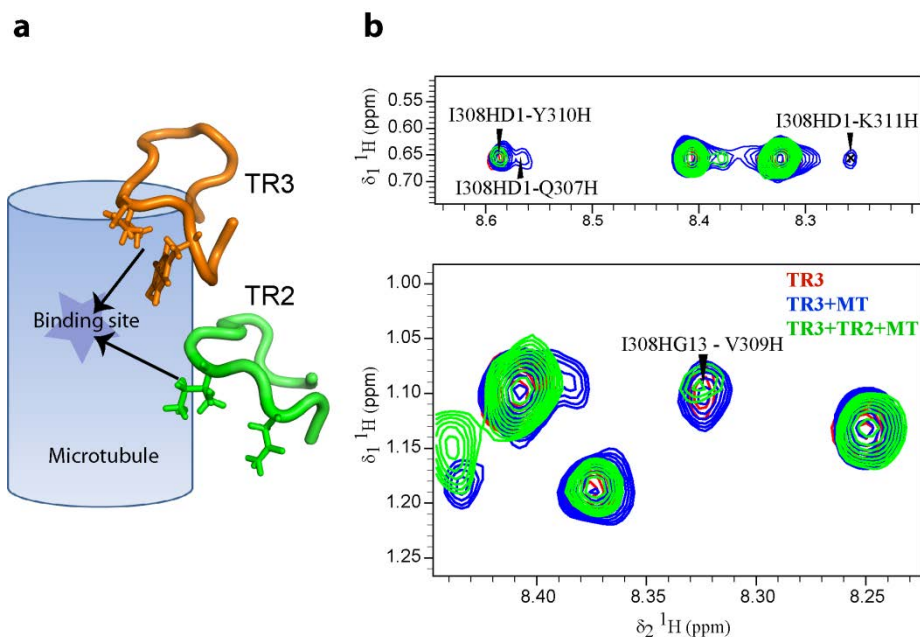 a
TR3
TR2
Binding site
Microtubule
b
δ1 1H (ppm)
0.55
0.60
0.65
0.70
I308HD1-Y310H
I308HD1-Q307H
I308HD1-K311H
8.6 8.5 8.4 8.3
δ1 1H (ppm)
1.00
1.05
1.10
1.15
1.20
1.25
TR3
TR3+MT
TR3+TR2+MT
I308HG13 - V309H
8.40 8.35 8.30 8.25
δ2 1H (ppm)